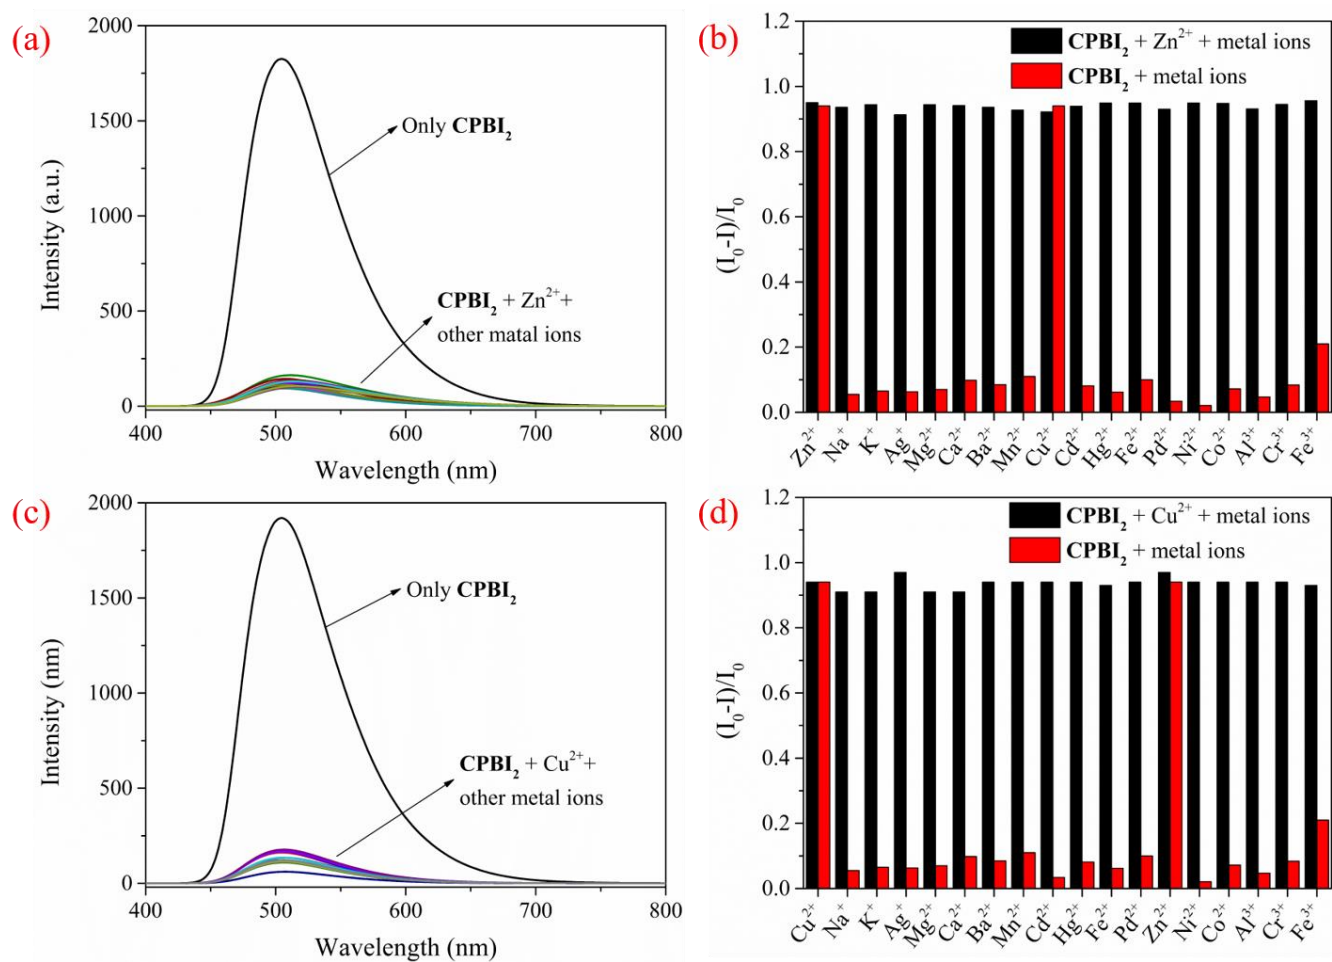 (a)
2000
1500
1000
500
0
400 500 600 700 800
Intensity (a.u.)
Wavelength (nm)
Only CPBI₂
CPBI₂ + Zn²⁺ +
other matal ions
(b)
1.2
1.0
0.8
0.6
0.4
0.2
0.0
(I₀-I)/I₀
CPBI₂ + Zn²⁺ + metal ions
CPBI₂ + metal ions
Zn²⁺ Na⁺ K⁺ Ag⁺ Mg²⁺ Ca²⁺ Ba²⁺ Mn²⁺ Cu²⁺ Cd²⁺ Hg²⁺ Fe²⁺ Pd²⁺ Ni²⁺ Co²⁺ Al³⁺ Cr³⁺ Fe³⁺
(c)
2000
1500
1000
500
0
400 500 600 700 800
Intensity (nm)
Wavelength (nm)
Only CPBI₂
CPBI₂ + Cu²⁺ +
other metal ions
(d)
1.2
1.0
0.8
0.6
0.4
0.2
0.0
(I₀-I)/I₀
CPBI₂ + Cu²⁺ + metal ions
CPBI₂ + metal ions
Cu²⁺ Na⁺ K⁺ Ag⁺ Mg²⁺ Ca²⁺ Ba²⁺ Mn²⁺ Cd²⁺ Hg²⁺ Fe²⁺ Pd²⁺ Zn²⁺ Ni²⁺ Co²⁺ Al³⁺ Cr³⁺ Fe³⁺